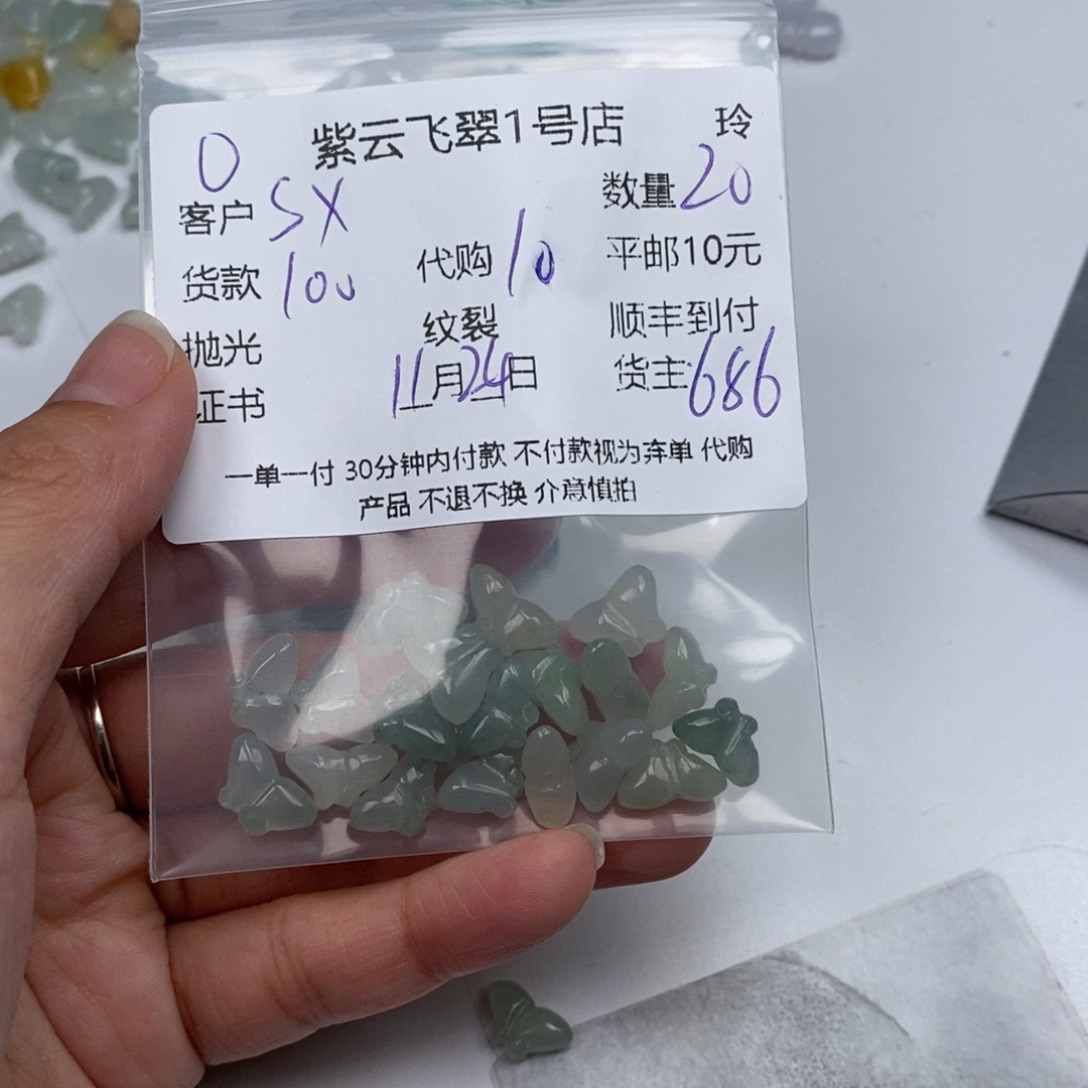 紫云飞翠1号店 玲
O
客户 SX 数量 20
货款 100 代购 10 平邮10元
抛光 纹裂 顺丰到付
证书 11月24日 货主 686
一单一付 30分钟内付款 不付款视为弃单 代购
产品 不退不换 介意慎拍